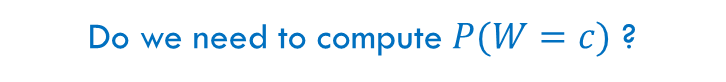 Do we need to compute P(W = c) ?